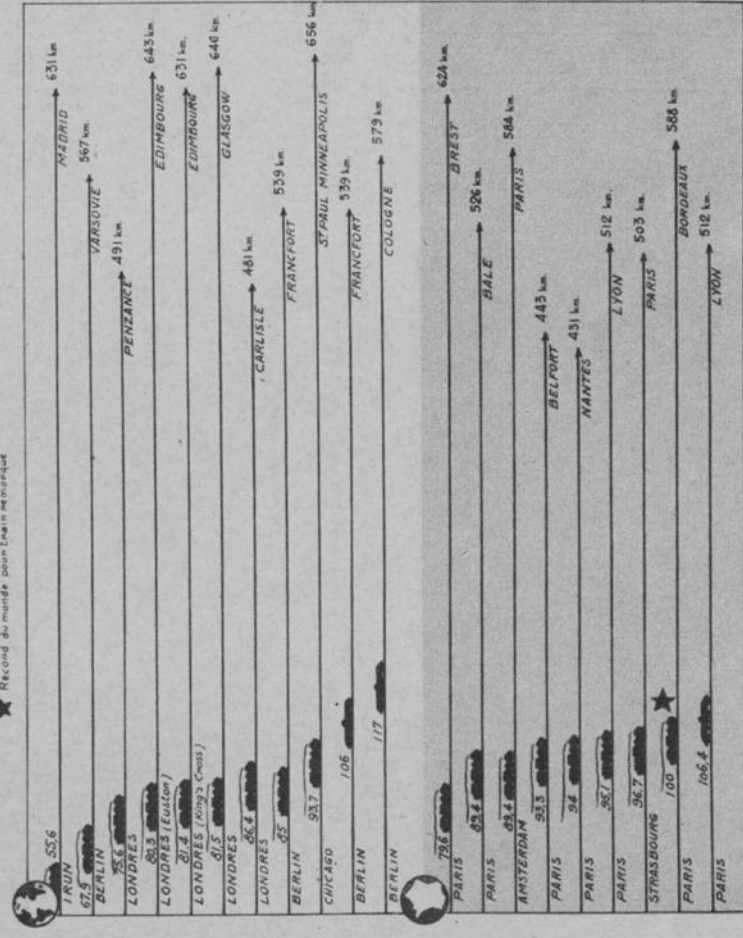 ★ Record du monde pour train remorqué
55,6 631 km
IRUN MADRID
67,9 567 km
BERLIN VARSOVIE
75,6 491 km
LONDRES PENZANCE
80,3 643 km
LONDRES (Euston) EDIMBOURG
81,4 631 km
LONDRES (King's Cross) EDIMBOURG
81,5 646 km
LONDRES GLASGOW
86,4 481 km
LONDRES CARLISLE
85 539 km
BERLIN FRANCFORT
93,7 656 km
CHICAGO ST PAUL MINNEAPOLIS
106 539 km
BERLIN FRANCFORT
117 579 km
BERLIN COLOGNE
79,6 624 km
PARIS BREST
89,4 526 km
PARIS BALE
89,4 584 km
AMSTERDAM PARIS
93,3 443 km
PARIS BELFORT
94 431 km
PARIS NANTES
95,1 512 km
PARIS LYON
96,7 503 km
STRASBOURG PARIS
100 ★ 588 km
PARIS BORDEAUX
106,4 512 km
PARIS LYON